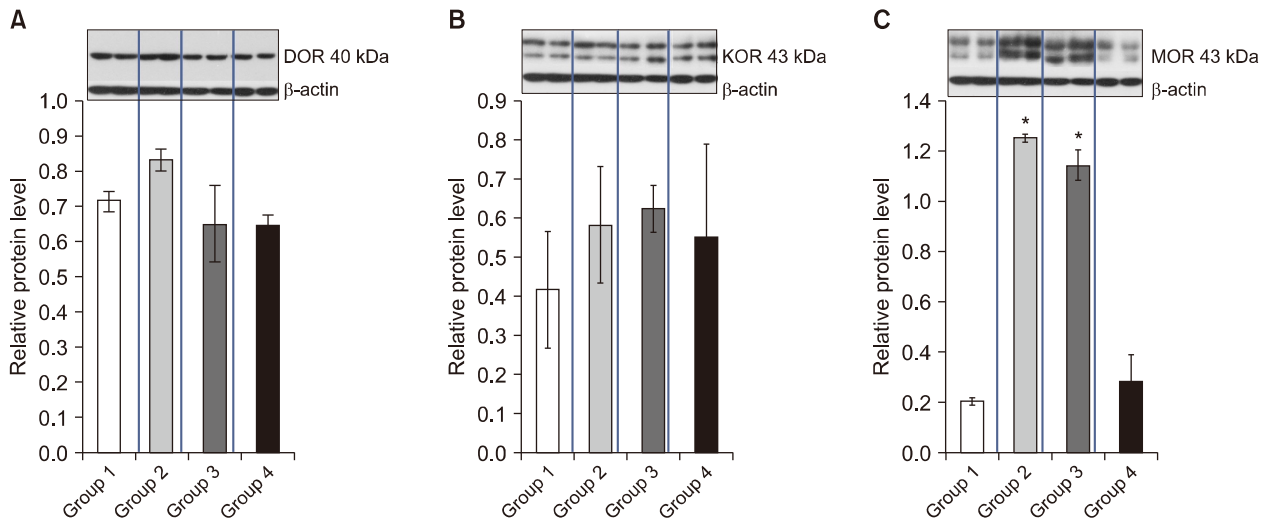 A
DOR 40 kDa
β-actin
Relative protein level
1.0
0.9
0.8
0.7
0.6
0.5
0.4
0.3
0.2
0.1
0.0
Group 1
Group 2
Group 3
Group 4
B
KOR 43 kDa
β-actin
Relative protein level
0.9
0.8
0.7
0.6
0.5
0.4
0.3
0.2
0.1
0.0
Group 1
Group 2
Group 3
Group 4
C
MOR 43 kDa
β-actin
Relative protein level
1.4
1.2
1.0
0.8
0.6
0.4
0.2
0.0
*
*
Group 1
Group 2
Group 3
Group 4